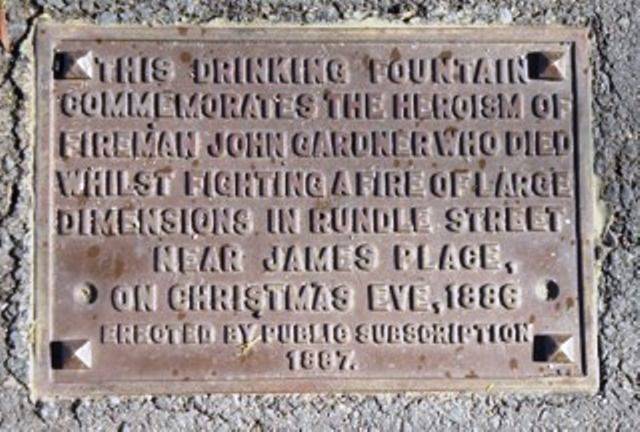 THIS DRINKING FOUNTAIN
COMMEMORATES THE HEROISM OF
FIREMAN JOHN GARDNER WHO DIED
WHILST FIGHTING A FIRE OF LARGE
DIMENSIONS IN RUNDLE STREET
NEAR JAMES PLACE,
ON CHRISTMAS EVE, 1886
ERECTED BY PUBLIC SUBSCRIPTION
1887.